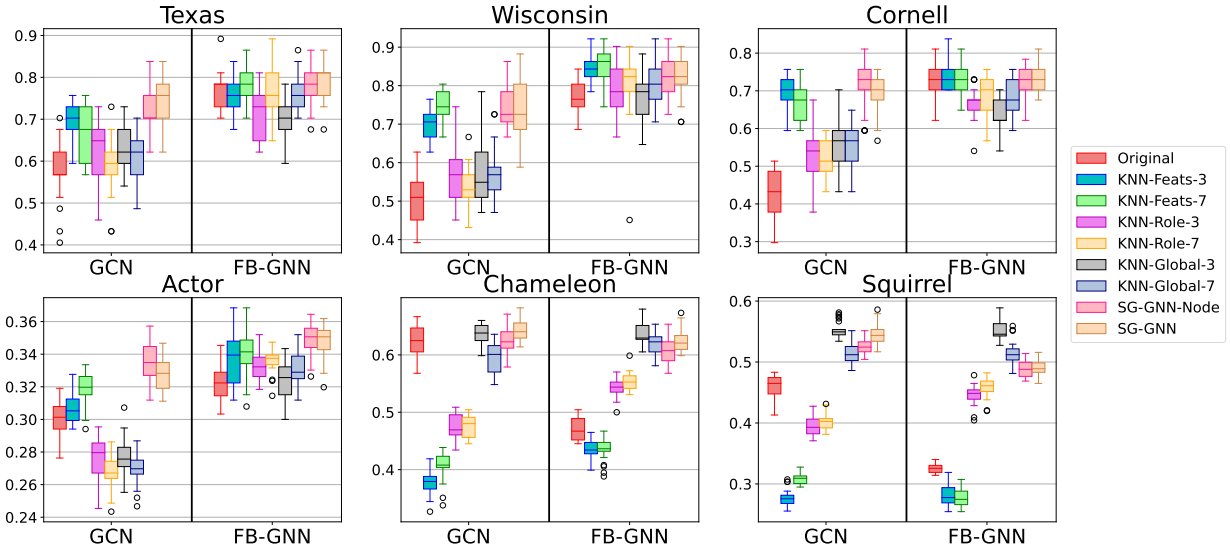 Texas
0.9
0.8
0.7
0.6
0.5
0.4
GCN
FB-GNN
Wisconsin
0.9
0.8
0.7
0.6
0.5
0.4
GCN
FB-GNN
Cornell
0.8
0.7
0.6
0.5
0.4
0.3
GCN
FB-GNN
Actor
0.36
0.34
0.32
0.30
0.28
0.26
0.24
GCN
FB-GNN
Chameleon
0.6
0.5
0.4
GCN
FB-GNN
Squirrel
0.6
0.5
0.4
0.3
GCN
FB-GNN
Original
KNN-Feats-3
KNN-Feats-7
KNN-Role-3
KNN-Role-7
KNN-Global-3
KNN-Global-7
SG-GNN-Node
SG-GNN